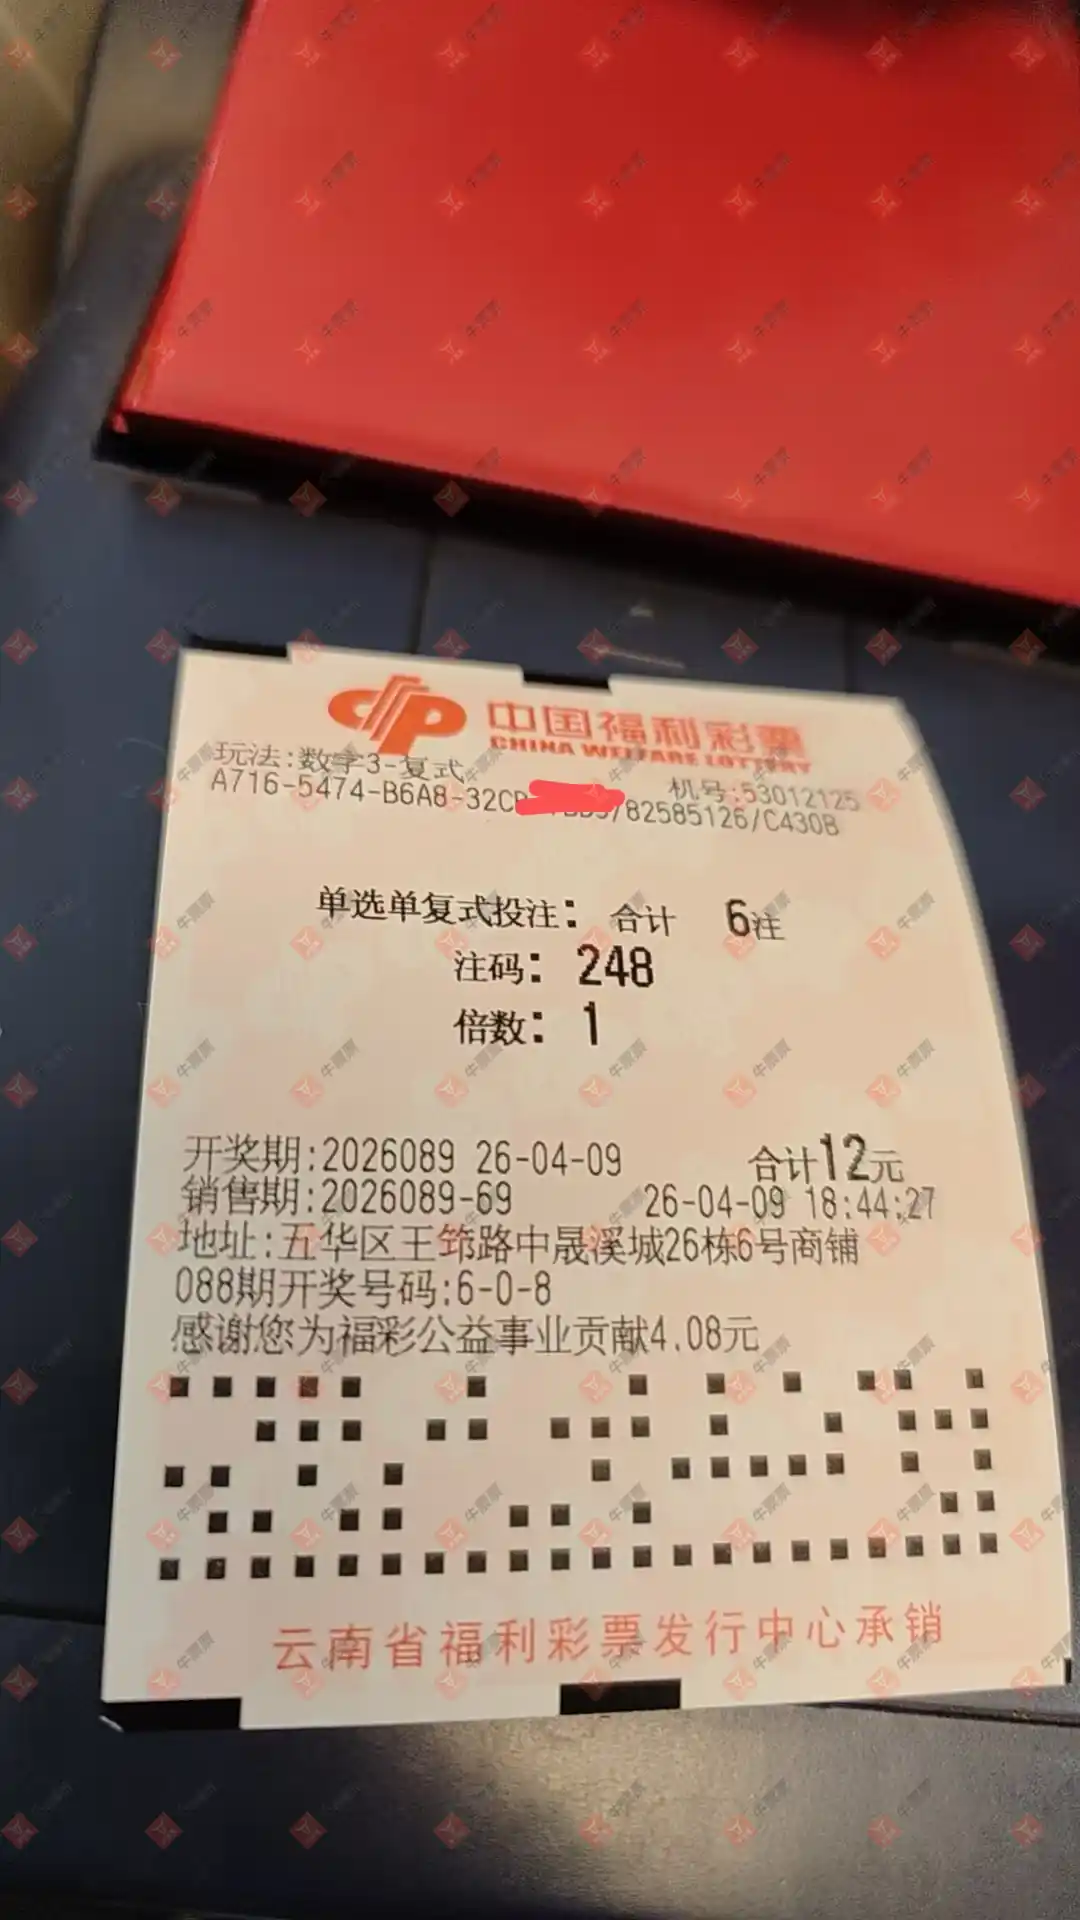 中国福利彩票
CHINA WELFARE LOTTERY
玩法:数字3-复式
机号:53012125
A716-5474-B6A8-32C
/82585126/C430B
单选单复式投注: 合计 6注
注码: 248
倍数: 1
开奖期:2026089 26-04-09 合计12元
销售期:2026089-69 26-04-09 18:44:27
地址:五华区王筇路中晟溪城26栋6号商铺
088期开奖号码:6-0-8
感谢您为福彩公益事业贡献4.08元
云南省福利彩票发行中心承销
牛票票